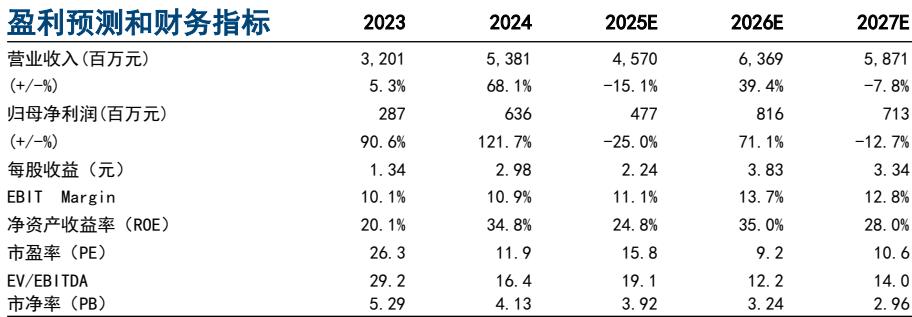 盈利预测和财务指标 2023 2024 2025E 2026E 2027E
营业收入(百万元) 3,201 5,381 4,570 6,369 5,871
(+/-%) 5.3% 68.1% -15.1% 39.4% -7.8%
归母净利润(百万元) 287 636 477 816 713
(+/-%) 90.6% 121.7% -25.0% 71.1% -12.7%
每股收益（元） 1.34 2.98 2.24 3.83 3.34
EBIT Margin 10.1% 10.9% 11.1% 13.7% 12.8%
净资产收益率（ROE） 20.1% 34.8% 24.8% 35.0% 28.0%
市盈率（PE） 26.3 11.9 15.8 9.2 10.6
EV/EBITDA 29.2 16.4 19.1 12.2 14.0
市净率（PB） 5.29 4.13 3.92 3.24 2.96